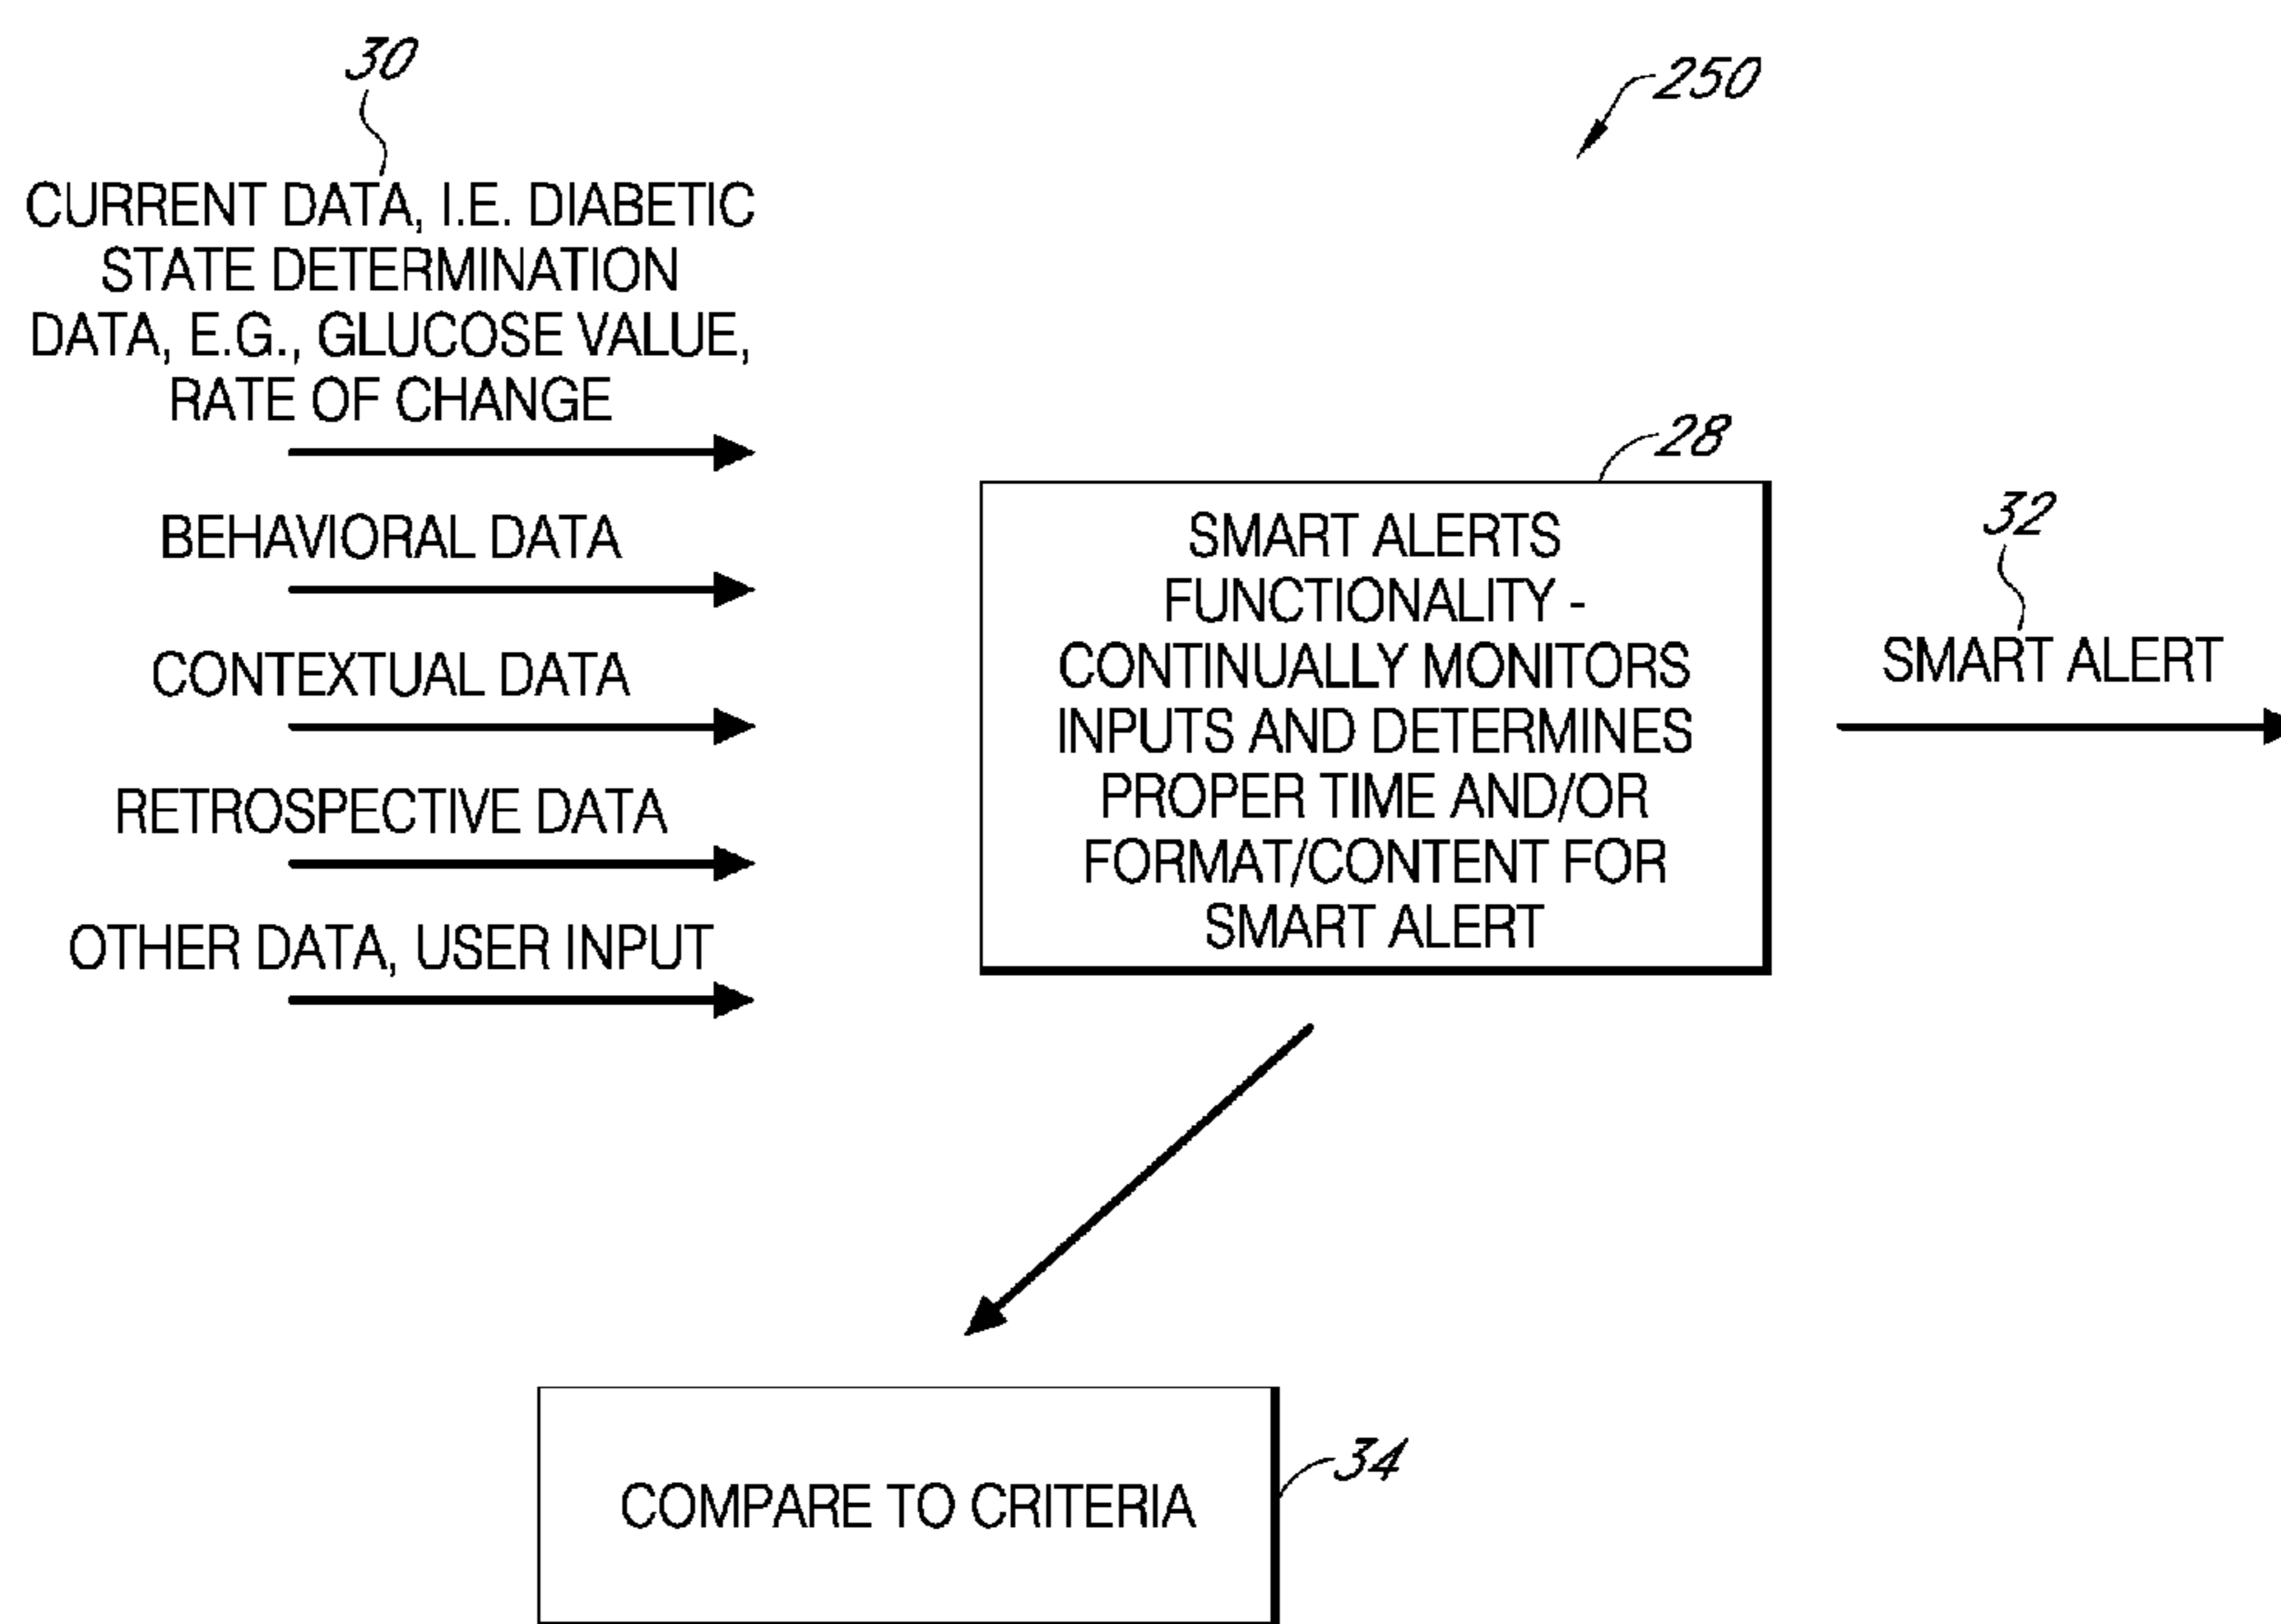 30
250
CURRENT DATA, I.E. DIABETIC
STATE DETERMINATION
DATA, E.G., GLUCOSE VALUE,
RATE OF CHANGE
BEHAVIORAL DATA
CONTEXTUAL DATA
RETROSPECTIVE DATA
OTHER DATA, USER INPUT
28
SMART ALERTS
FUNCTIONALITY -
CONTINUALLY MONITORS
INPUTS AND DETERMINES
PROPER TIME AND/OR
FORMAT/CONTENT FOR
SMART ALERT
32
SMART ALERT
COMPARE TO CRITERIA
34